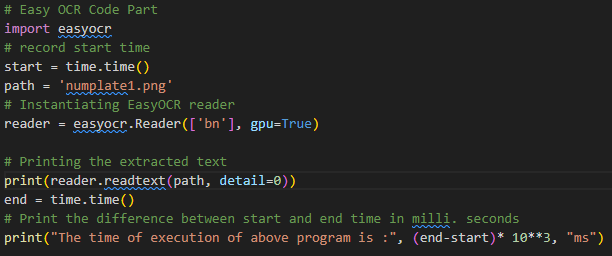 # Easy OCR Code Part
import easyocr
# record start time
start = time.time()
path = 'numplate1.png'
# Instantiating EasyOCR reader
reader = easyocr.Reader(['bn'], gpu=True)
# Printing the extracted text
print(reader.readtext(path, detail=0))
end = time.time()
# Print the difference between start and end time in milli. seconds
print("The time of execution of above program is :", (end-start)* 10**3, "ms")